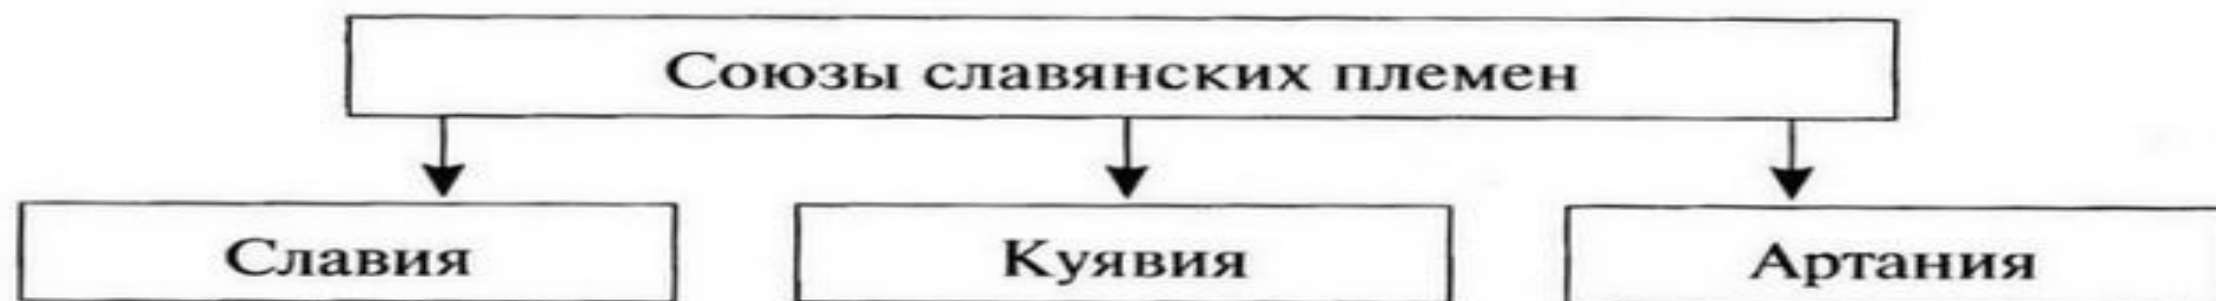 Союзы славянских племен
Славия
Куявия
Артания